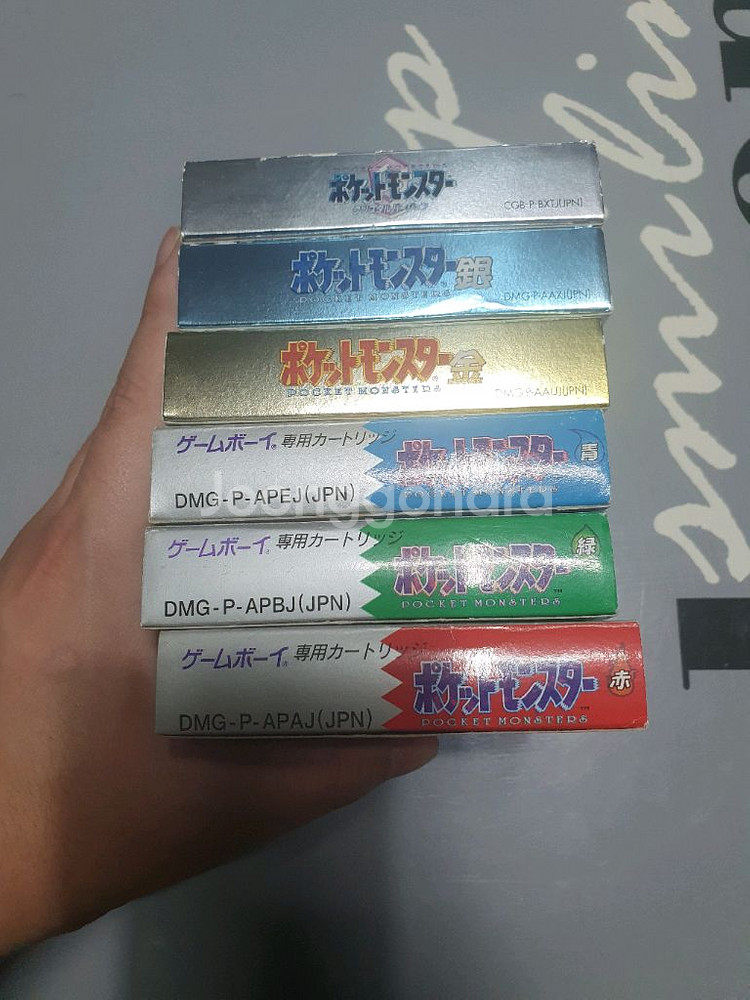 ポケットモンスター
CGB-P-BXTJ(JPN)
ポケットモンスター銀
POCKET MONSTERS
DMG-P-AAXJ(JPN)
ポケットモンスター金
POCKET MONSTERS
DMG-P-AAUJ(JPN)
ゲームボーイ® 専用カートリッジ
ポケットモンスター 青
POCKET MONSTERS
DMG-P-APEJ(JPN)
Joonggonara
ゲームボーイ® 専用カートリッジ
ポケットモンスター 緑
POCKET MONSTERS
DMG-P-APBJ(JPN)
ゲームボーイ® 専用カートリッジ
ポケットモンスター 赤
POCKET MONSTERS
DMG-P-APAJ(JPN)